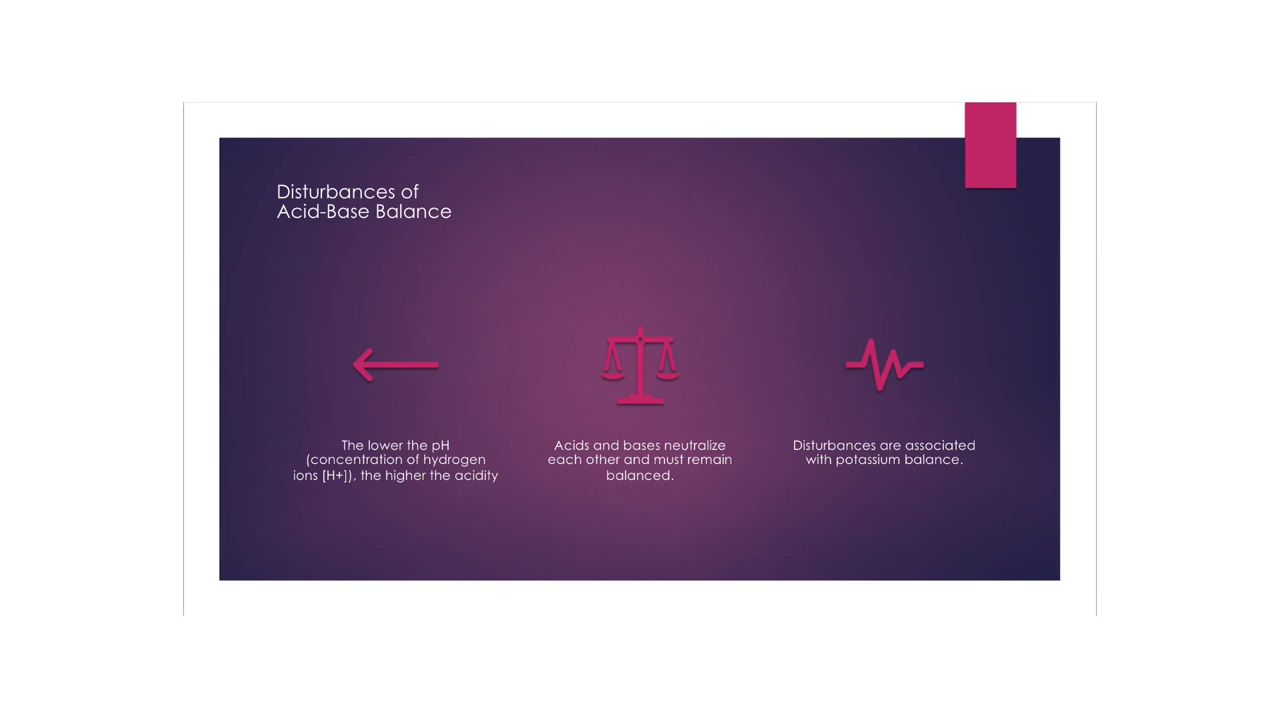 Disturbances of
Acid-Base Balance
The lower the pH
(concentration of hydrogen
ions [H+]), the higher the acidity
Acids and bases neutralize
each other and must remain
balanced.
Disturbances are associated
with potassium balance.